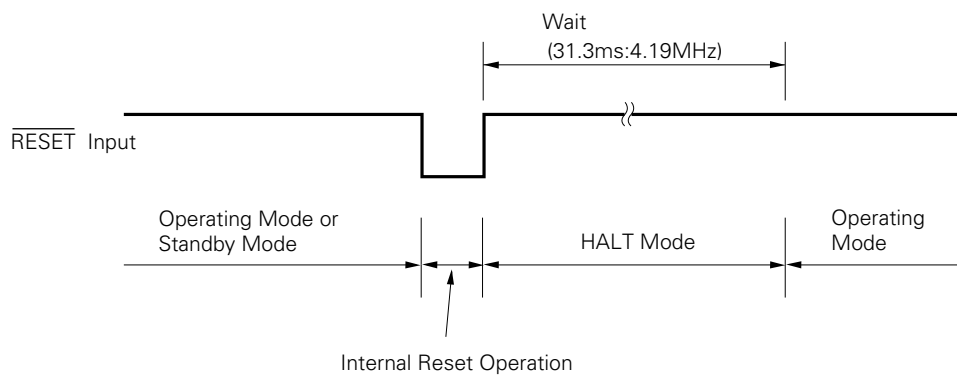 Wait
(31.3ms:4.19MHz)
RESET Input
Operating Mode or
Standby Mode
HALT Mode
Operating
Mode
Internal Reset Operation